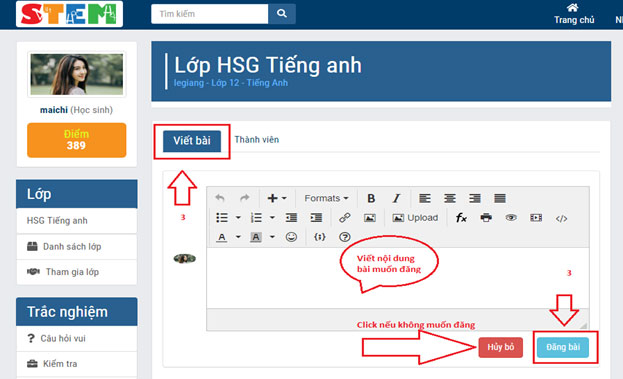 STEM
Tìm kiếm
Trang chủ
maichi (Học sinh)
Điểm
389
Lớp
HSG Tiếng anh
Danh sách lớp
Tham gia lớp
Trắc nghiệm
Câu hỏi vui
Kiểm tra
Lớp HSG Tiếng anh
legiang - Lớp 12 - Tiếng Anh
Viết bài
Thành viên
3
Formats
B I
Upload
fx
A A
Viết nội dung
bài muốn đăng
3
Click nếu không muốn đăng
Hủy bỏ
Đăng bài